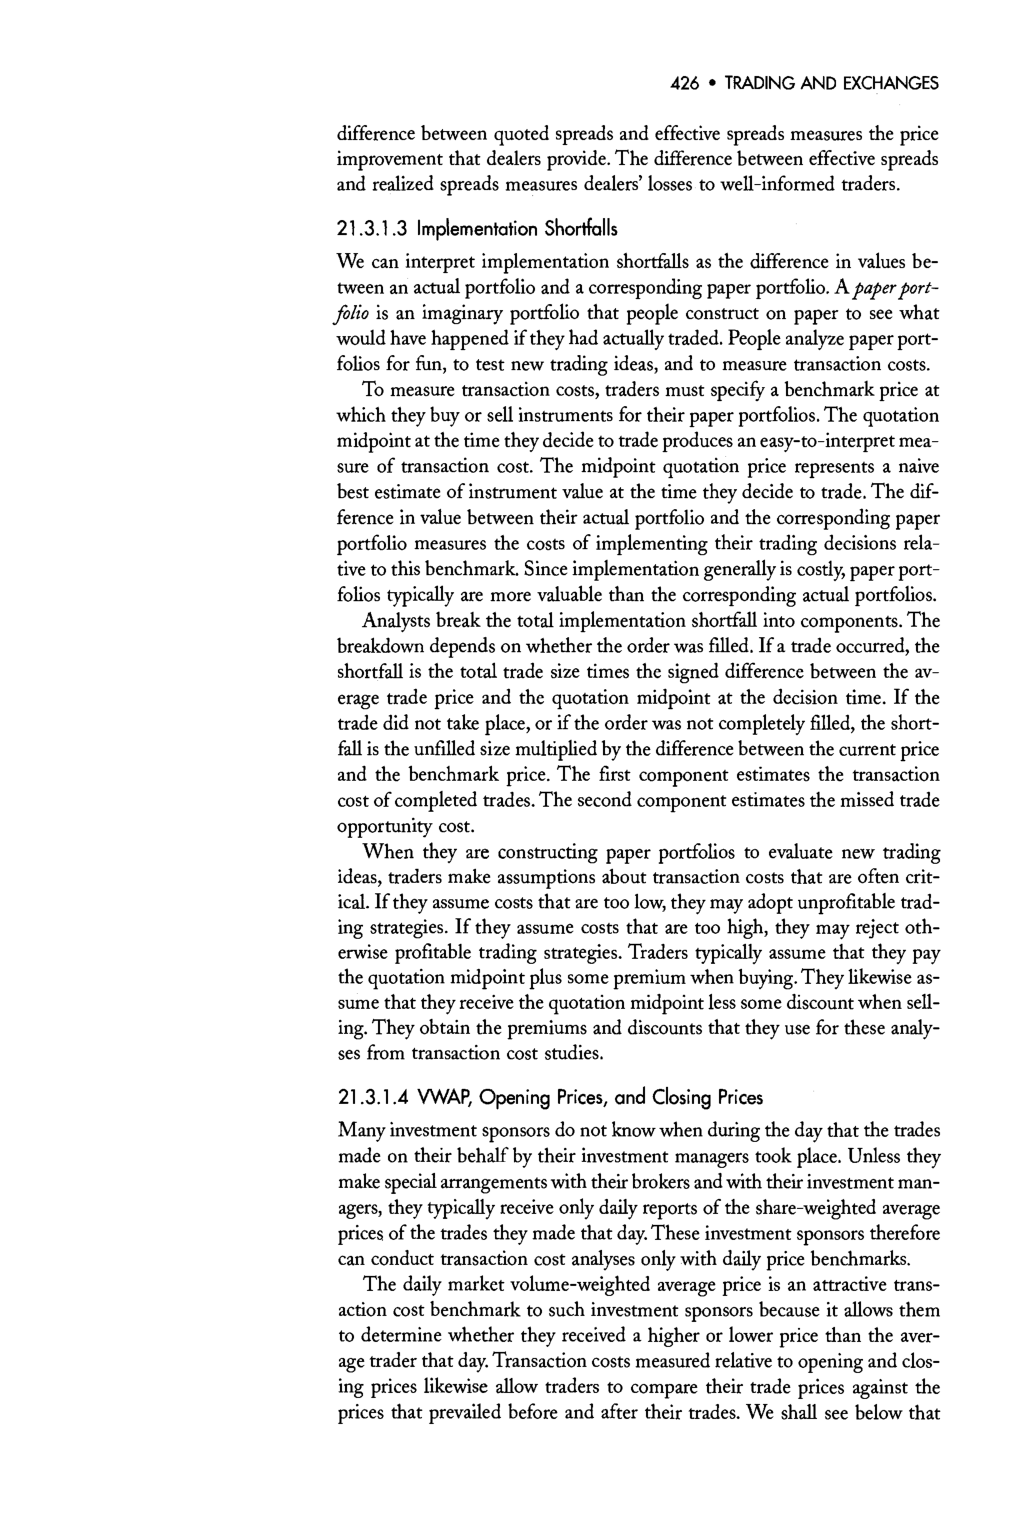 426 • TRADING AND EXCHANGES
difference between quoted spreads and effective spreads measures the price
improvement that dealers provide. The difference between effective spreads
and realized spreads measures dealers' losses to well-informed traders.
21.3.1.3 Implementation Shortfalls
We can interpret implementation shortfalls as the difference in values be-
tween an actual portfolio and a corresponding paper portfolio. A paper port-
folio is an imaginary portfolio that people construct on paper to see what
would have happened if they had actually traded. People analyze paper port-
folios for fun, to test new trading ideas, and to measure transaction costs.
To measure transaction costs, traders must specify a benchmark price at
which they buy or sell instruments for their paper portfolios. The quotation
midpoint at the time they decide to trade produces an easy-to-interpret mea-
sure of transaction cost. The midpoint quotation price represents a naive
best estimate of instrument value at the time they decide to trade. The dif-
ference in value between their actual portfolio and the corresponding paper
portfolio measures the costs of implementing their trading decisions rela-
tive to this benchmark. Since implementation generally is costly, paper port-
folios typically are more valuable than the corresponding actual portfolios.
Analysts break the total implementation shortfall into components. The
breakdown depends on whether the order was filled. If a trade occurred, the
shortfall is the total trade size times the signed difference between the av-
erage trade price and the quotation midpoint at the decision time. If the
trade did not take place, or if the order was not completely filled, the short-
fall is the unfilled size multiplied by the difference between the current price
and the benchmark price. The first component estimates the transaction
cost of completed trades. The second component estimates the missed trade
opportunity cost.
When they are constructing paper portfolios to evaluate new trading
ideas, traders make assumptions about transaction costs that are often crit-
ical. If they assume costs that are too low, they may adopt unprofitable trad-
ing strategies. If they assume costs that are too high, they may reject oth-
erwise profitable trading strategies. Traders typically assume that they pay
the quotation midpoint plus some premium when buying. They likewise as-
sume that they receive the quotation midpoint less some discount when sell-
ing. They obtain the premiums and discounts that they use for these analy-
ses from transaction cost studies.
21.3.1.4 VWAP, Opening Prices, and Closing Prices
Many investment sponsors do not know when during the day that the trades
made on their behalf by their investment managers took place. Unless they
make special arrangements with their brokers and with their investment man-
agers, they typically receive only daily reports of the share-weighted average
prices of the trades they made that day. These investment sponsors therefore
can conduct transaction cost analyses only with daily price benchmarks.
The daily market volume-weighted average price is an attractive trans-
action cost benchmark to such investment sponsors because it allows them
to determine whether they received a higher or lower price than the aver-
age trader that day. Transaction costs measured relative to opening and clos-
ing prices likewise allow traders to compare their trade prices against the
prices that prevailed before and after their trades. We shall see below that